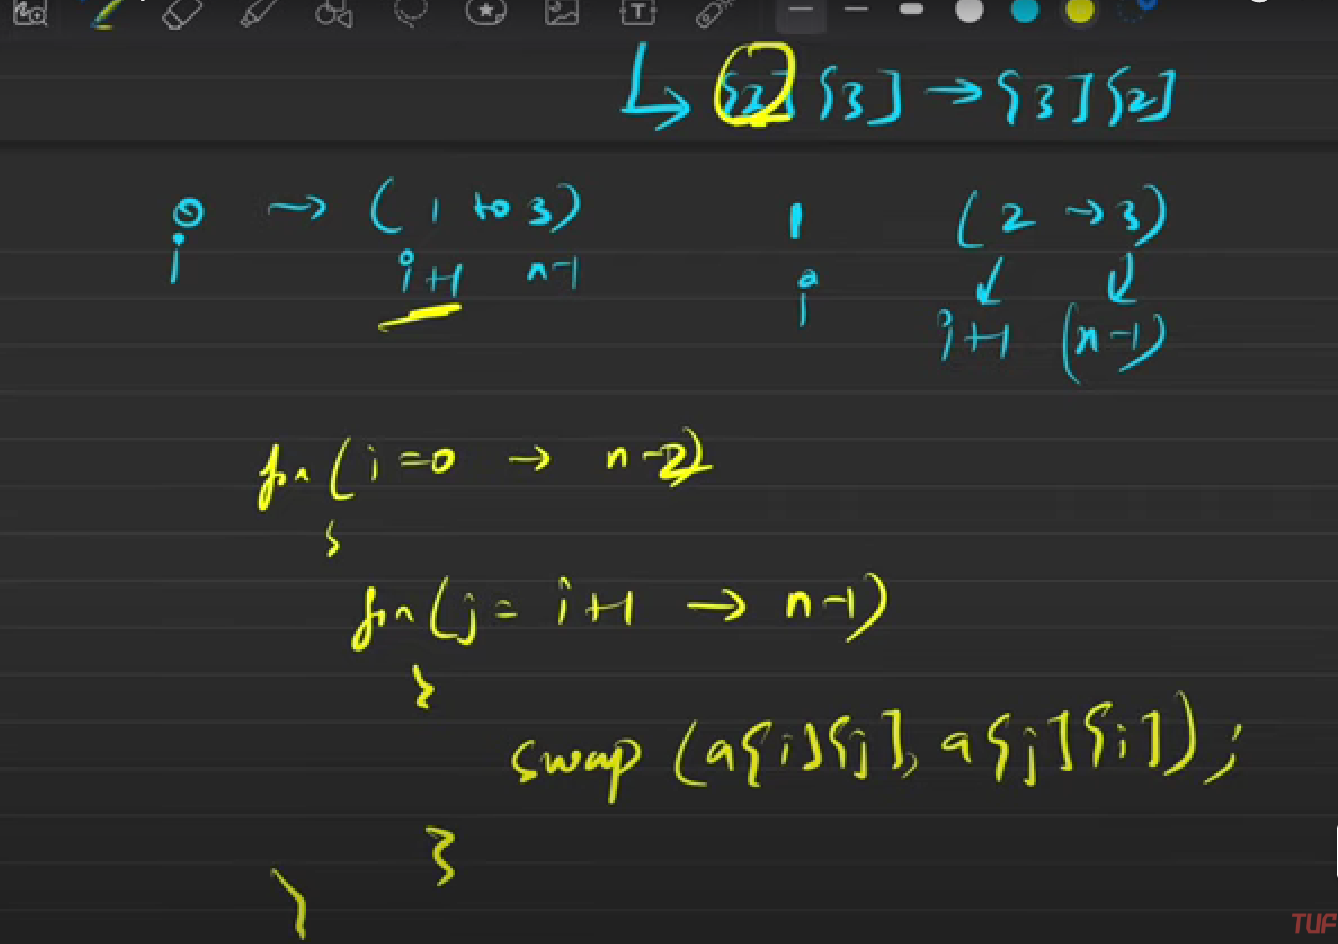 [2] [3] → [3] [2]
0 → (1 to 3) 1 (2 → 3)
i i+1 n-1 i i+1 (n-1)
for (i=0 → n-2)
{
for (j = i+1 → n-1)
{
swap (a[i][j], a[j][i]);
}
}
TUF